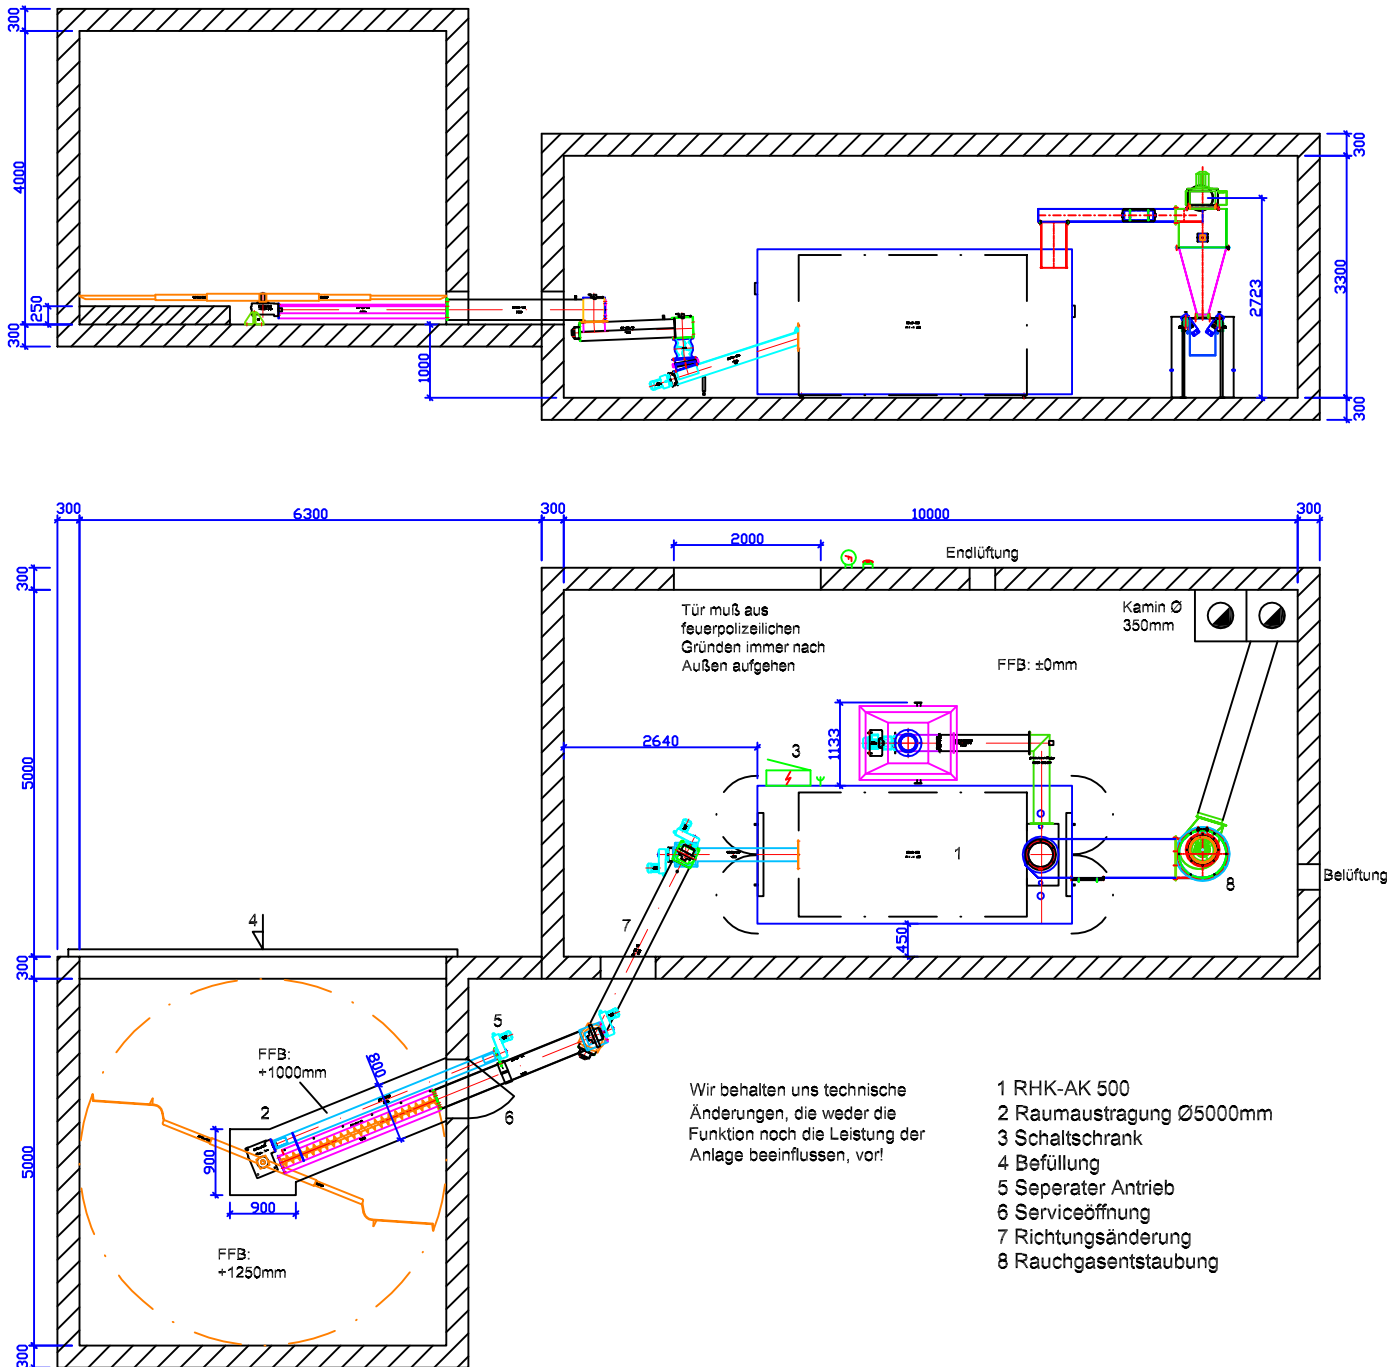 300
4000
250
300
1000
300
3300
2723
300
300
6300
300
10000
300
2000
Endlüftung
300
Tür muß aus
feuerpolizeilichen
Gründen immer nach
Außen aufgehen
Kamin Ø
350mm
FFB: ±0mm
5000
2640
1133
3
1
8
Belüftung
7
450
4
300
5
FFB:
+1000mm
800
2
6
900
900
5000
FFB:
+1250mm
300
Wir behalten uns technische
Änderungen, die weder die
Funktion noch die Leistung der
Anlage beeinflussen, vor!
1 RHK-AK 500
2 Raumaustragung Ø5000mm
3 Schaltschrank
4 Befüllung
5 Seperater Antrieb
6 Serviceöffnung
7 Richtungsänderung
8 Rauchgasentstaubung